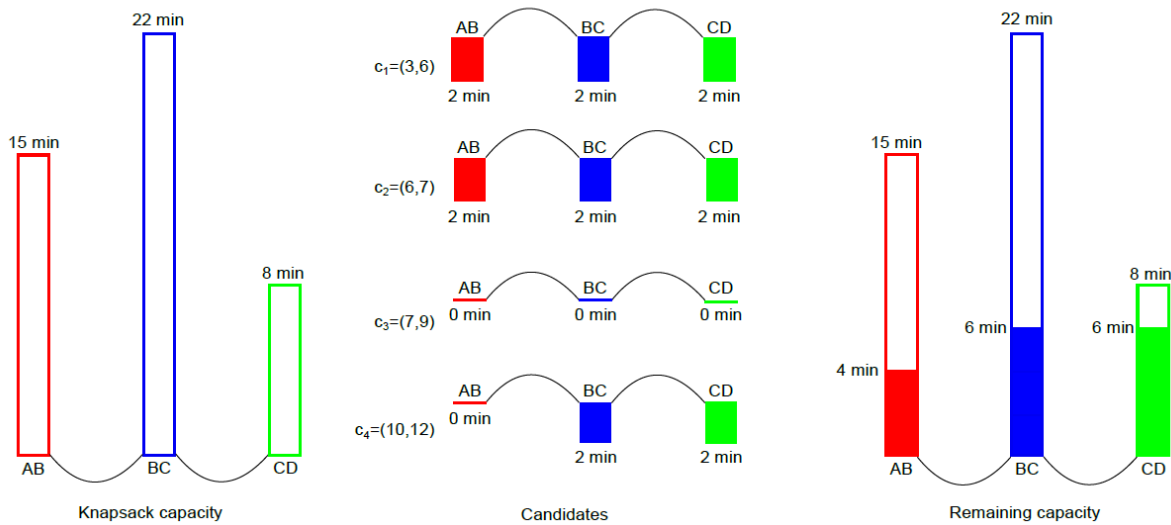 22 min
15 min
8 min
AB
BC
CD
Knapsack capacity
AB
BC
CD
c₁=(3,6)
2 min
2 min
2 min
AB
BC
CD
c₂=(6,7)
2 min
2 min
2 min
AB
BC
CD
c₃=(7,9)
0 min
0 min
0 min
AB
BC
CD
c₄=(10,12)
0 min
2 min
2 min
Candidates
22 min
15 min
8 min
6 min
6 min
4 min
AB
BC
CD
Remaining capacity